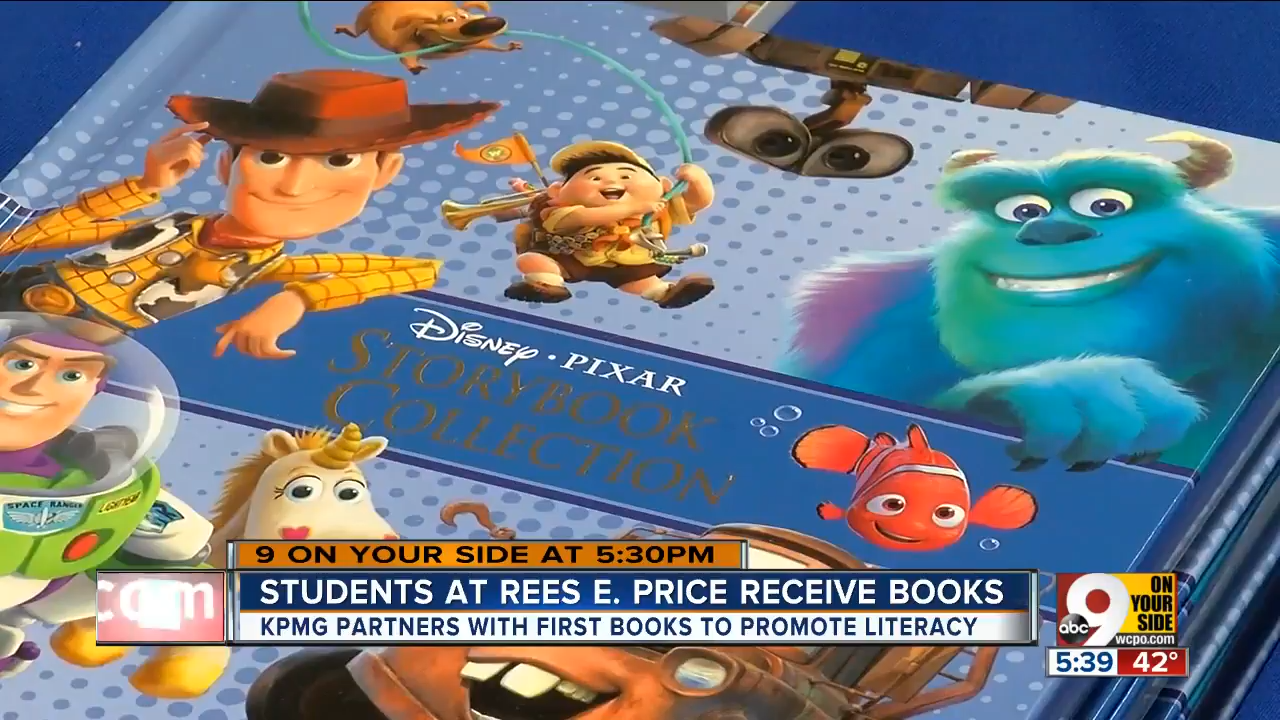 DISNEY · PIXAR
STORYBOOK
COLLECTION
SPACE RANGER
LIGHTYEAR
9 ON YOUR SIDE AT 5:30PM
com
STUDENTS AT REES E. PRICE RECEIVE BOOKS
KPMG PARTNERS WITH FIRST BOOKS TO PROMOTE LITERACY
abc 9 ON
YOUR
SIDE
wcpo.com
5:39 42°